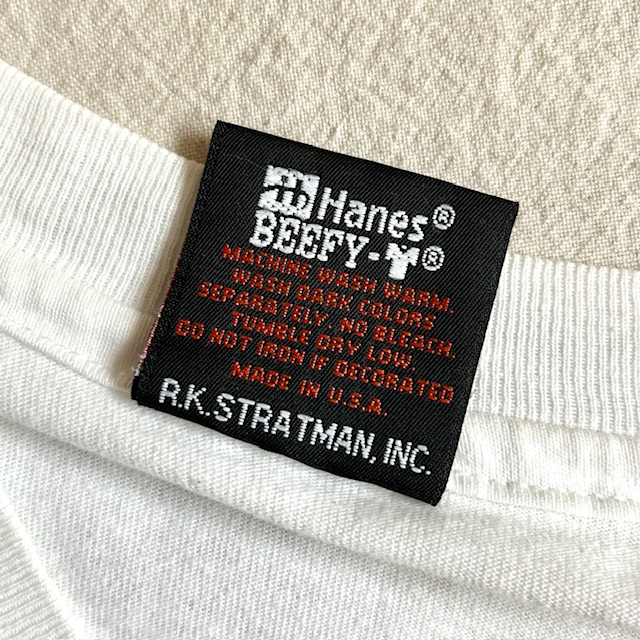 Hanes®
BEEFY-T®
MACHINE WASH WARM.
WASH DARK COLORS
SEPARATELY. NO BLEACH.
TUMBLE DRY LOW.
DO NOT IRON IF DECORATED
MADE IN U.S.A.
R.K.STRATMAN, INC.